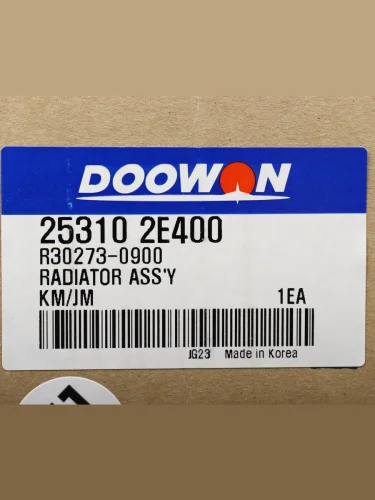 DOOWON
25310 2E400
R30273-0900
RADIATOR ASS'Y
KM/JM 1EA
JG23 Made in Korea